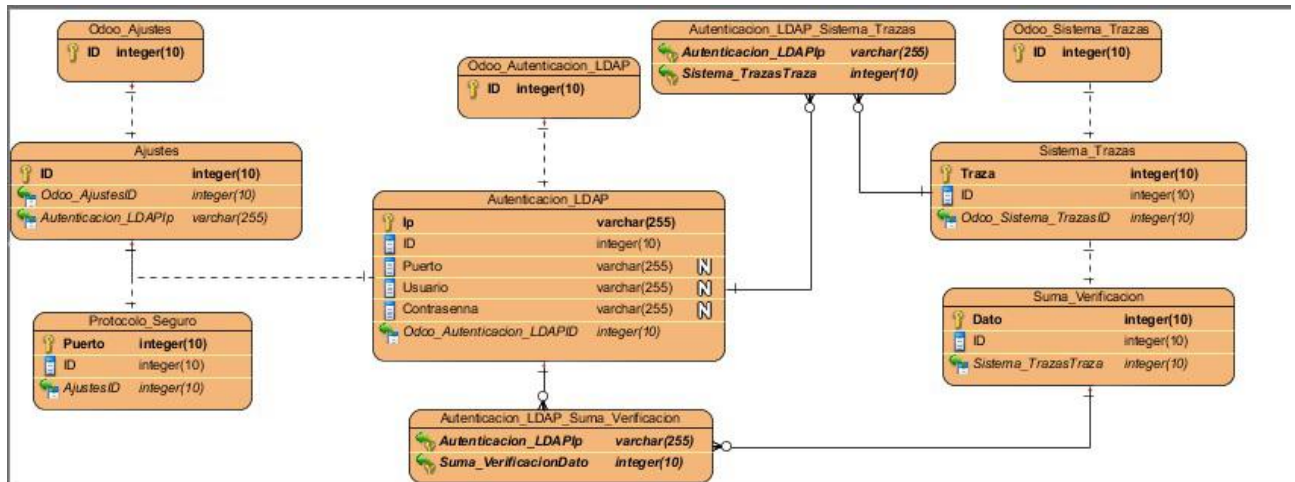 Odoo_Ajustes
ID integer(10)
Autenticacion_LDAP_Sistema_Trazas
Autenticacion_LDAPIp varchar(255)
Sistema_TrazasTraza integer(10)
Odoo_Sistema_Trazas
ID integer(10)
Odoo_Autenticacion_LDAP
ID integer(10)
Ajustes
ID integer(10)
Odoo_AjustesID integer(10)
Autenticacion_LDAPIp varchar(255)
Sistema_Trazas
Traza integer(10)
ID integer(10)
Odoo_Sistema_TrazasID integer(10)
Autenticacion_LDAP
Ip varchar(255)
ID integer(10)
Puerto varchar(255) N
Usuario varchar(255) N
Contrasenna varchar(255) N
Odoo_Autenticacion_LDAPID integer(10)
Protocolo_Seguro
Puerto integer(10)
ID integer(10)
AjustesID integer(10)
Suma_Verificacion
Dato integer(10)
ID integer(10)
Sistema_TrazasTraza integer(10)
Autenticacion_LDAP_Suma_Verificacion
Autenticacion_LDAPIp varchar(255)
Suma_VerificacionDato integer(10)